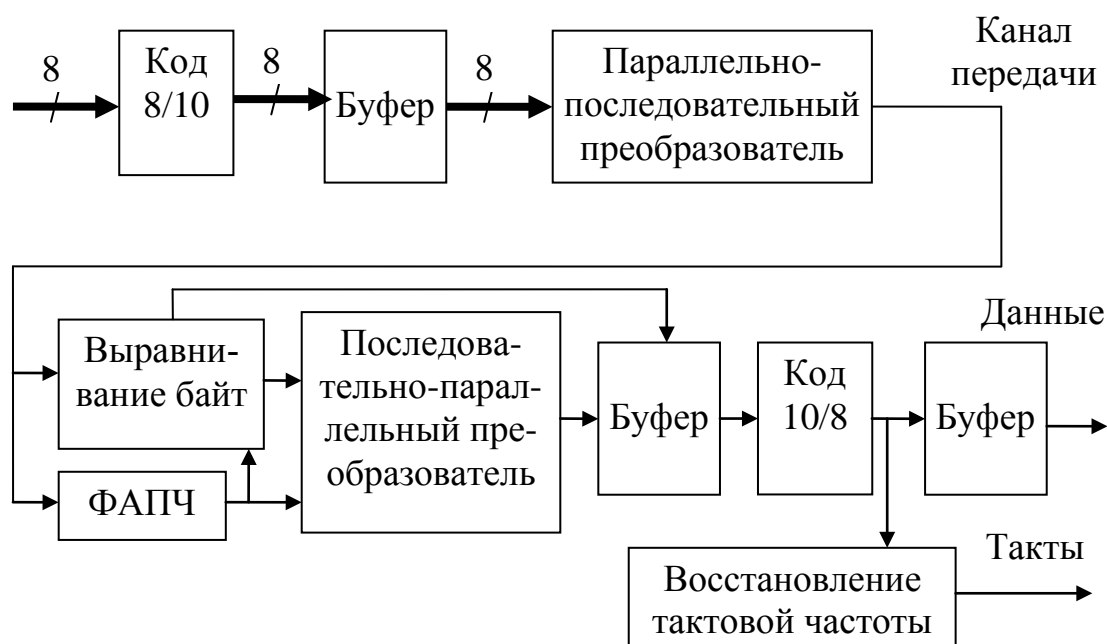 8
Код
8/10
8
Буфер
8
Параллельно-
последовательный
преобразователь
Канал
передачи
Выравни-
вание байт
ФАПЧ
Последова-
тельно-парал-
лельный пре-
образователь
Буфер
Код
10/8
Буфер
Данные
Восстановление
тактовой частоты
Такты